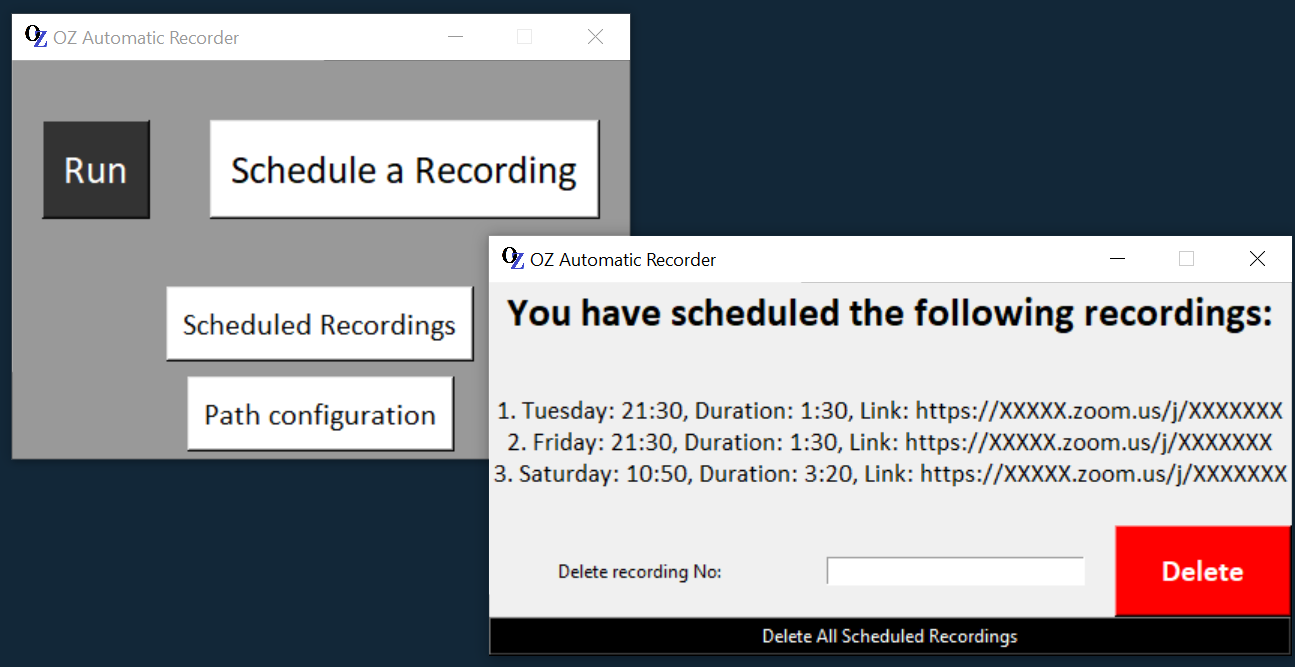 OZ OZ Automatic Recorder
Run
Schedule a Recording
Scheduled Recordings
Path configuration
OZ OZ Automatic Recorder
You have scheduled the following recordings:
1. Tuesday: 21:30, Duration: 1:30, Link: https://XXXXX.zoom.us/j/XXXXXXX
2. Friday: 21:30, Duration: 1:30, Link: https://XXXXX.zoom.us/j/XXXXXXX
3. Saturday: 10:50, Duration: 3:20, Link: https://XXXXX.zoom.us/j/XXXXXXX
Delete recording No:
Delete
Delete All Scheduled Recordings